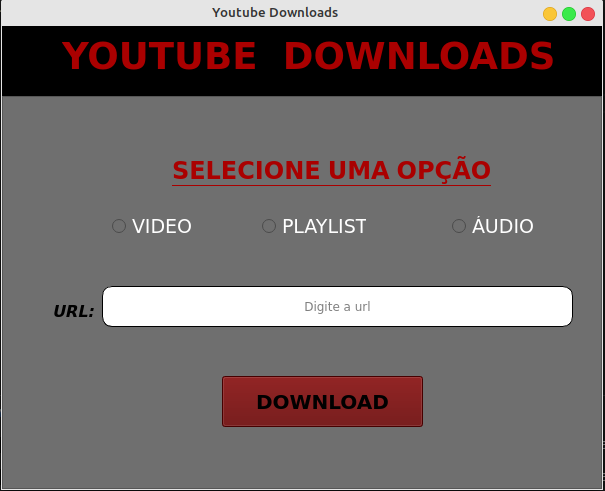 Youtube Downloads
YOUTUBE DOWNLOADS
SELECIONE UMA OPÇÃO
VIDEO PLAYLIST ÁUDIO
URL: Digite a url
DOWNLOAD